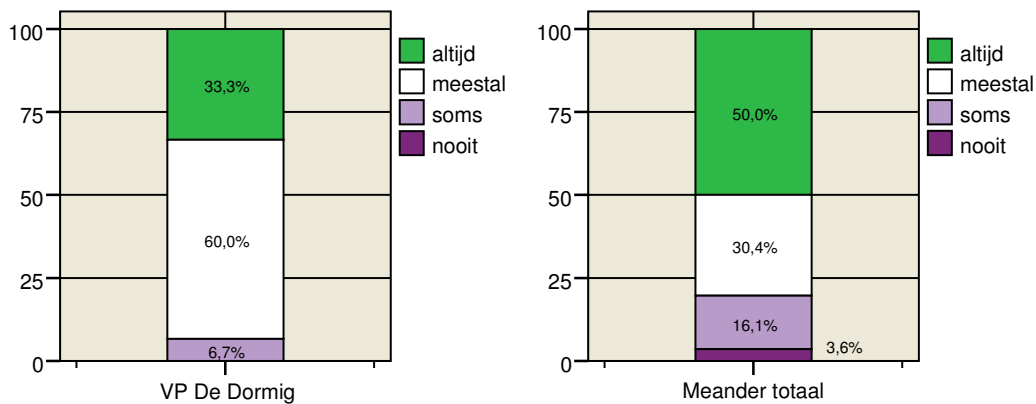 100
75
50
25
0
33,3%
60,0%
6,7%
VP De Dormig
altijd
meestal
soms
nooit
100
75
50
25
0
50,0%
30,4%
16,1%
3,6%
Meander totaal
altijd
meestal
soms
nooit